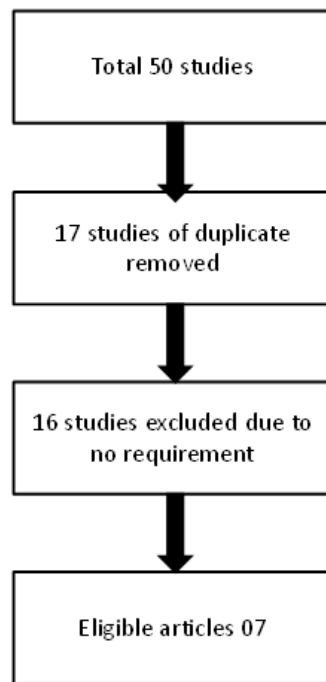 Total 50 studies
17 studies of duplicate
removed
16 studies excluded due to
no requirement
Eligible articles 07